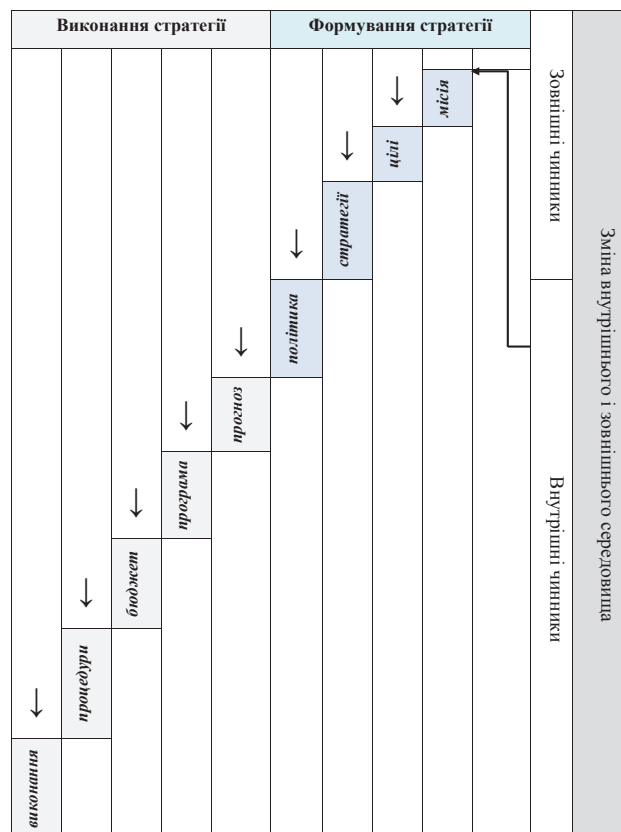 Виконання стратегії
Формування стратегії
місія
цілі
стратегії
політика
прогноз
програма
бюджет
процедури
виконання
Зовнішні чинники
Внутрішні чинники
Зміна внутрішнього і зовнішнього середовища